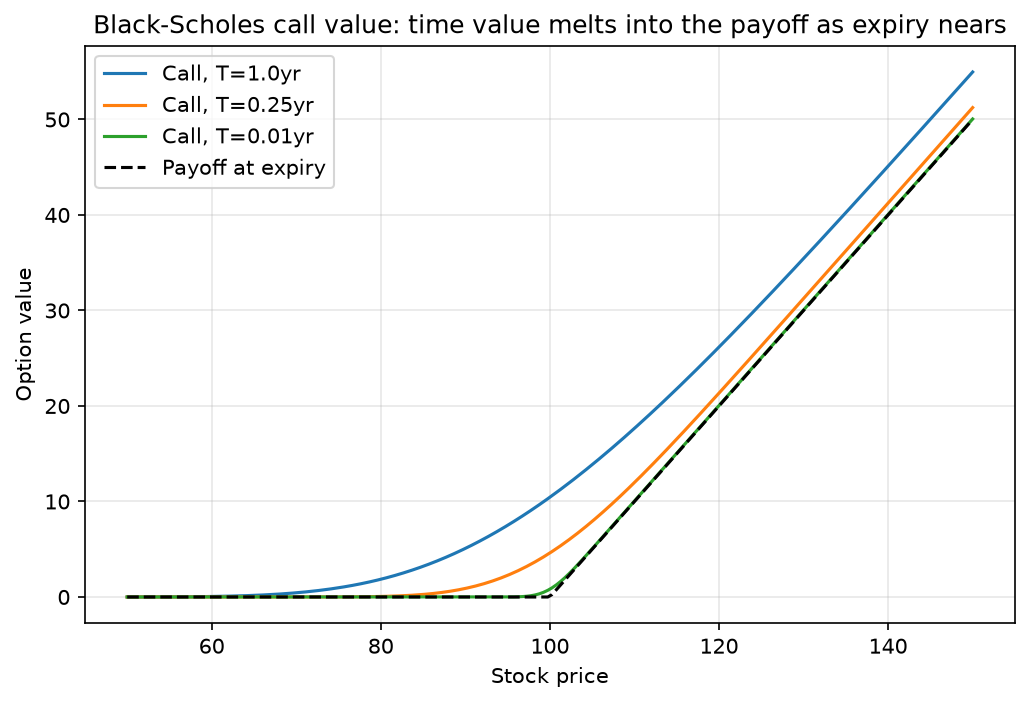 Black-Scholes call value: time value melts into the payoff as expiry nears
Call, T=1.0yr
Call, T=0.25yr
Call, T=0.01yr
Payoff at expiry
Option value
50
40
30
20
10
0
60 80 100 120 140
Stock price